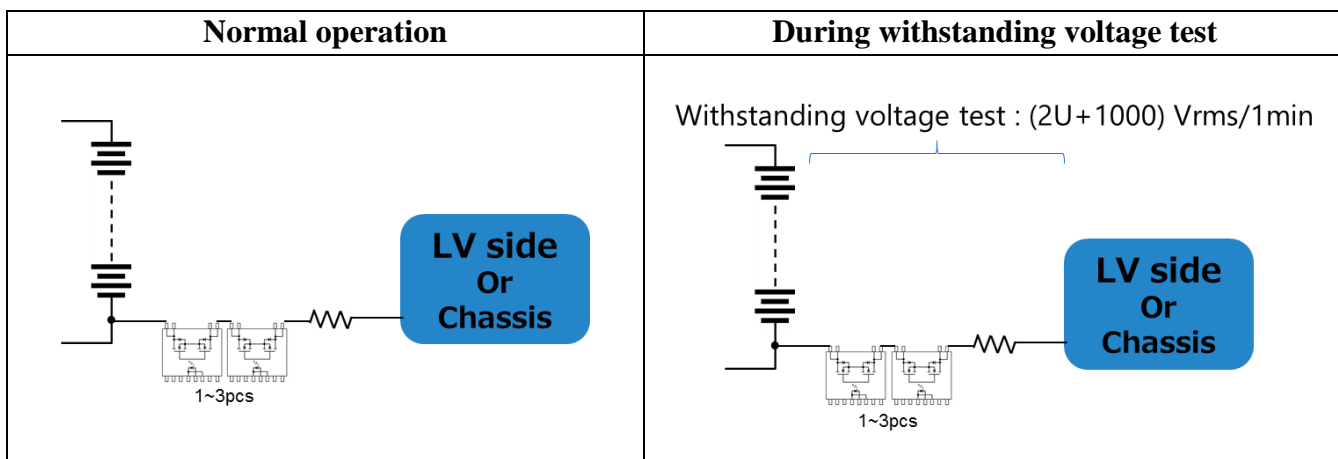 Normal operation
During withstanding voltage test
LV side
Or
Chassis
1~3pcs
Withstanding voltage test : (2U+1000) Vrms/1min
LV side
Or
Chassis
1~3pcs